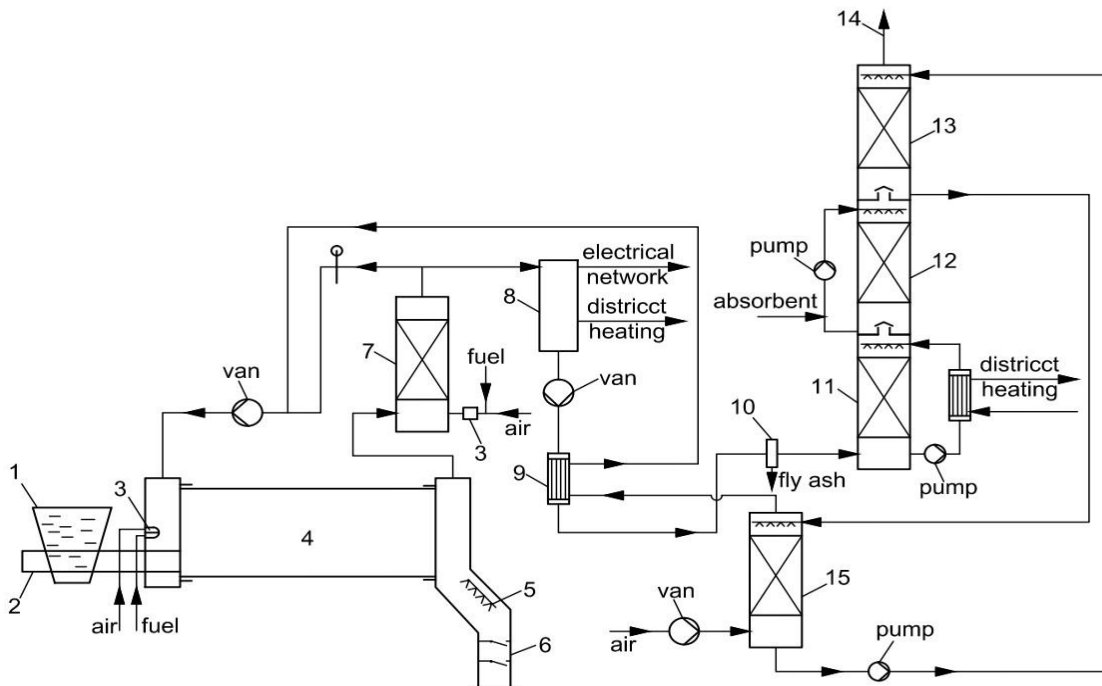 14
13
pump
12
absorbent
electrical
network
8
districct
heating
7
fuel
van
van
3
air
districct
heating
11
10
9
fly ash
pump
1
3
4
2
5
15
air
fuel
6
van
air
pump